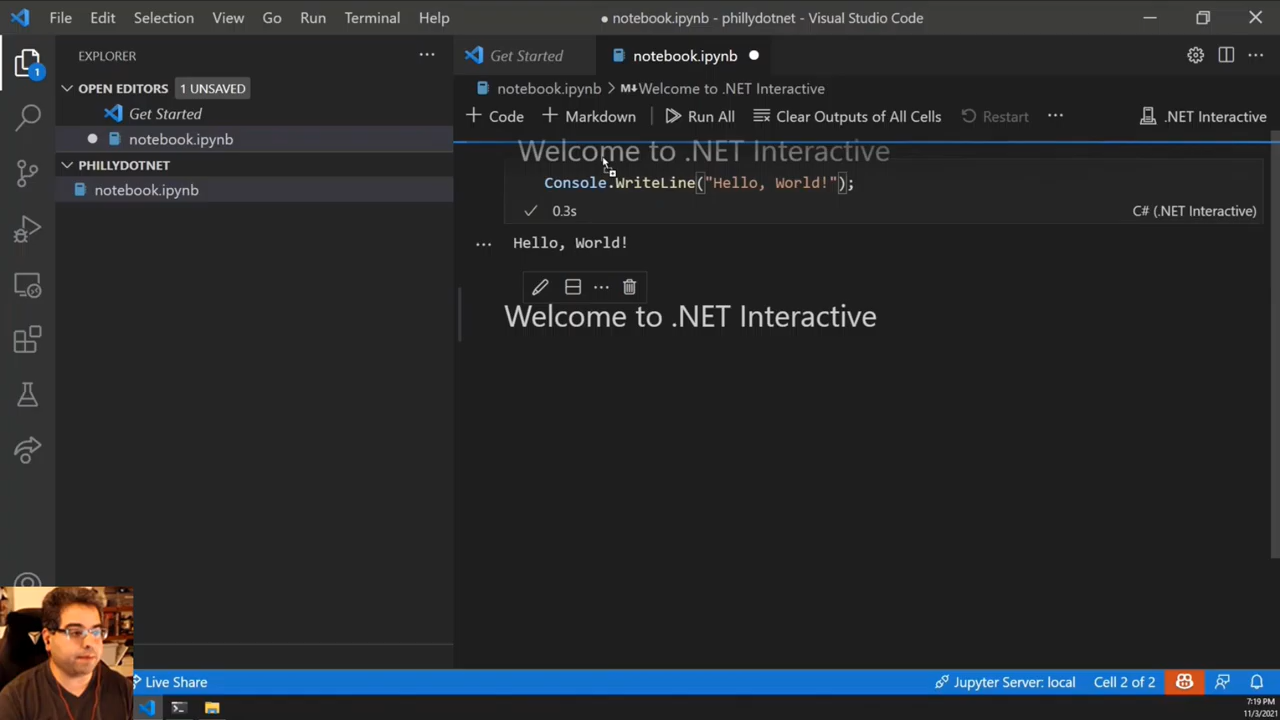 File Edit Selection View Go Run Terminal Help
● notebook.ipynb - phillydotnet - Visual Studio Code
EXPLORER
OPEN EDITORS 1 UNSAVED
Get Started
notebook.ipynb
PHILLYDOTNET
notebook.ipynb
1
Get Started
notebook.ipynb
notebook.ipynb > M↓Welcome to .NET Interactive
+ Code + Markdown Run All Clear Outputs of All Cells Restart ... .NET Interactive
Welcome to .NET Interactive
Console.WriteLine("Hello, World!");
0.3s
C# (.NET Interactive)
Hello, World!
Welcome to .NET Interactive
Live Share
Jupyter Server: local
Cell 2 of 2
7:19 PM
11/3/2021